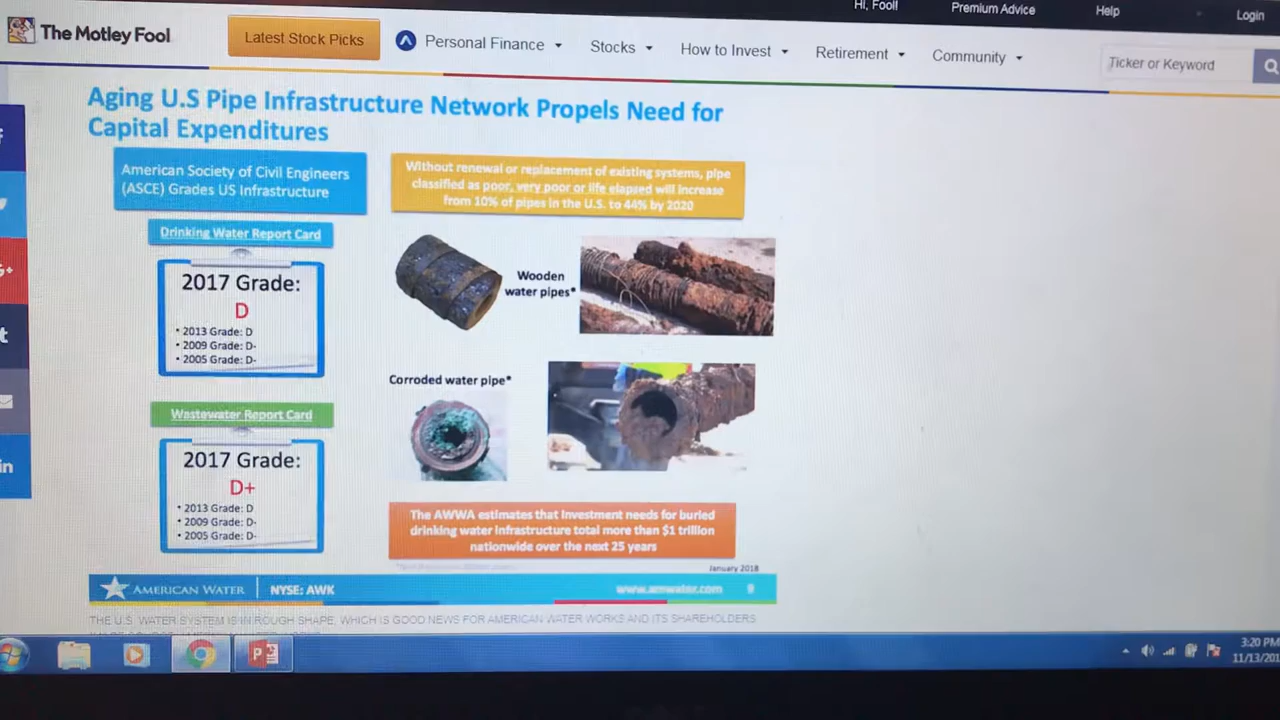 Hi, Fool!
Premium Advice
Help
Login
The Motley Fool
Latest Stock Picks
Personal Finance
Stocks
How to Invest
Retirement
Community
Ticker or Keyword
Aging U.S Pipe Infrastructure Network Propels Need for
Capital Expenditures
American Society of Civil Engineers
(ASCE) Grades US Infrastructure
Drinking Water Report Card
2017 Grade:
D
• 2013 Grade: D
• 2009 Grade: D-
• 2005 Grade: D-
Wastewater Report Card
2017 Grade:
D+
• 2013 Grade: D
• 2009 Grade: D-
• 2005 Grade: D-
Without renewal or replacement of existing systems, pipe
classified as poor, very poor or life elapsed will increase
from 10% of pipes in the U.S. to 44% by 2020
Wooden
water pipes*
Corroded water pipe*
The AWWA estimates that investment needs for buried
drinking water infrastructure total more than $1 trillion
nationwide over the next 25 years
January 2018
AMERICAN WATER
NYSE: AWK
www.amwater.com
9
THE U.S. WATER SYSTEM IS IN ROUGH SHAPE, WHICH IS GOOD NEWS FOR AMERICAN WATER WORKS AND ITS SHAREHOLDERS.
in
3:20 PM
11/13/201